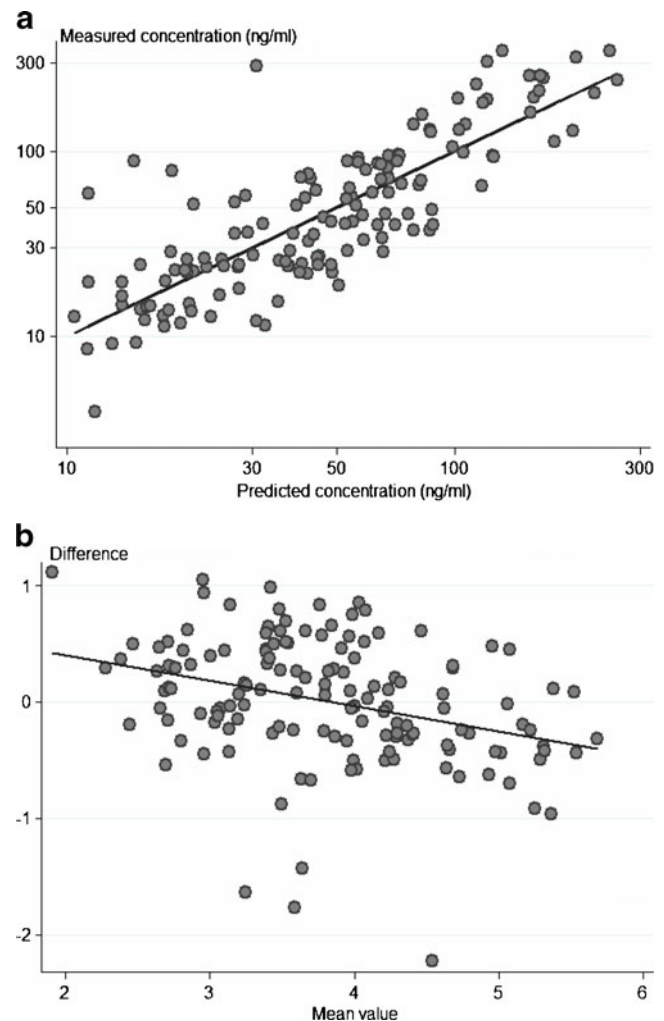 a
Measured concentration (ng/ml)
300
100
50
30
10
10 30 50 100 300
Predicted concentration (ng/ml)
b
Difference
1
0
-1
-2
2 3 4 5 6
Mean value